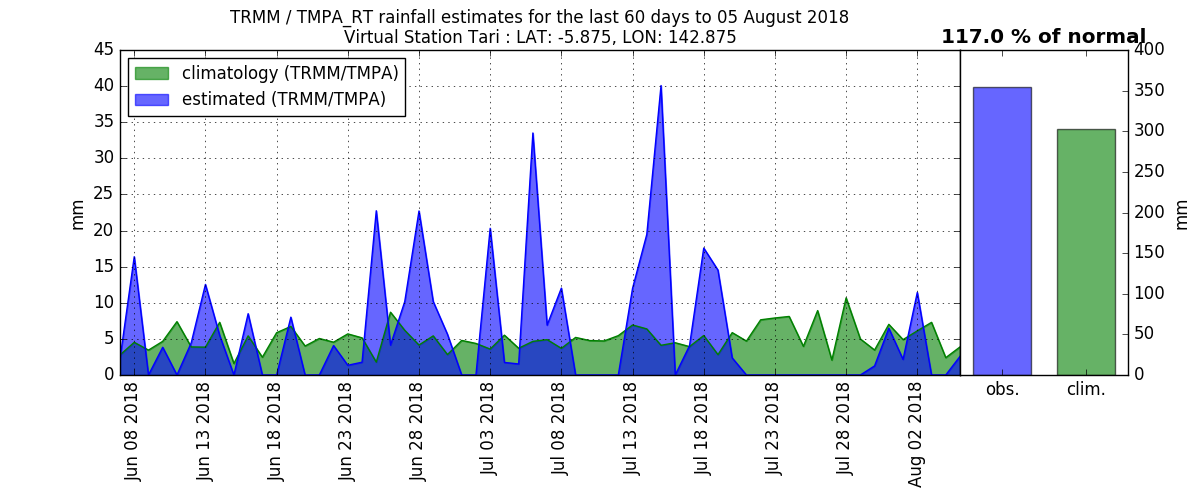 TRMM / TMPA_RT rainfall estimates for the last 60 days to 05 August 2018
Virtual Station Tari : LAT: -5.875, LON: 142.875
117.0 % of normal
climatology (TRMM/TMPA)
estimated (TRMM/TMPA)
mm
45
40
35
30
25
20
15
10
5
0
Jun 08 2018
Jun 13 2018
Jun 18 2018
Jun 23 2018
Jun 28 2018
Jul 03 2018
Jul 08 2018
Jul 13 2018
Jul 18 2018
Jul 23 2018
Jul 28 2018
Aug 02 2018
obs.
clim.
400
350
300
250
200
150
100
50
0
mm